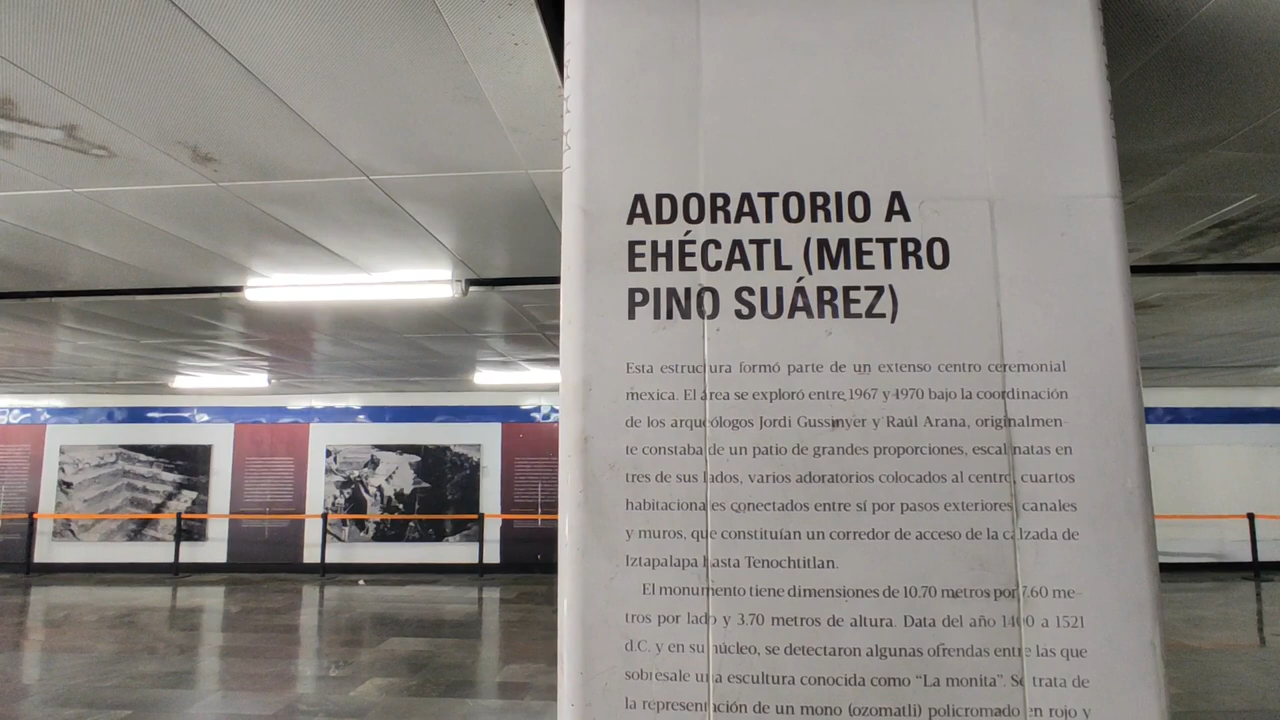 ADORATORIO A
EHÉCATL (METRO
PINO SUÁREZ)
Esta estructura formó parte de un extenso centro ceremonial
mexica. El área se exploró entre 1967 y 1970 bajo la coordinación
de los arqueólogos Jordi Gussinyer y Raúl Arana, originalmen-
te constaba de un patio de grandes proporciones, escalinatas en
tres de sus lados, varios adoratorios colocados al centro, cuartos
habitacionales conectados entre sí por pasos exteriores, canales
y muros, que constituían un corredor de acceso de la calzada de
Iztapalapa hasta Tenochtitlan.
El monumento tiene dimensiones de 10.70 metros por 7.60 me-
tros por lado y 3.70 metros de altura. Data del año 1400 a 1521
d.C. y en su núcleo, se detectaron algunas ofrendas entre las que
sobresale una escultura conocida como “La monita”. Se trata de
la representación de un mono (ozomatli) policromado en rojo y